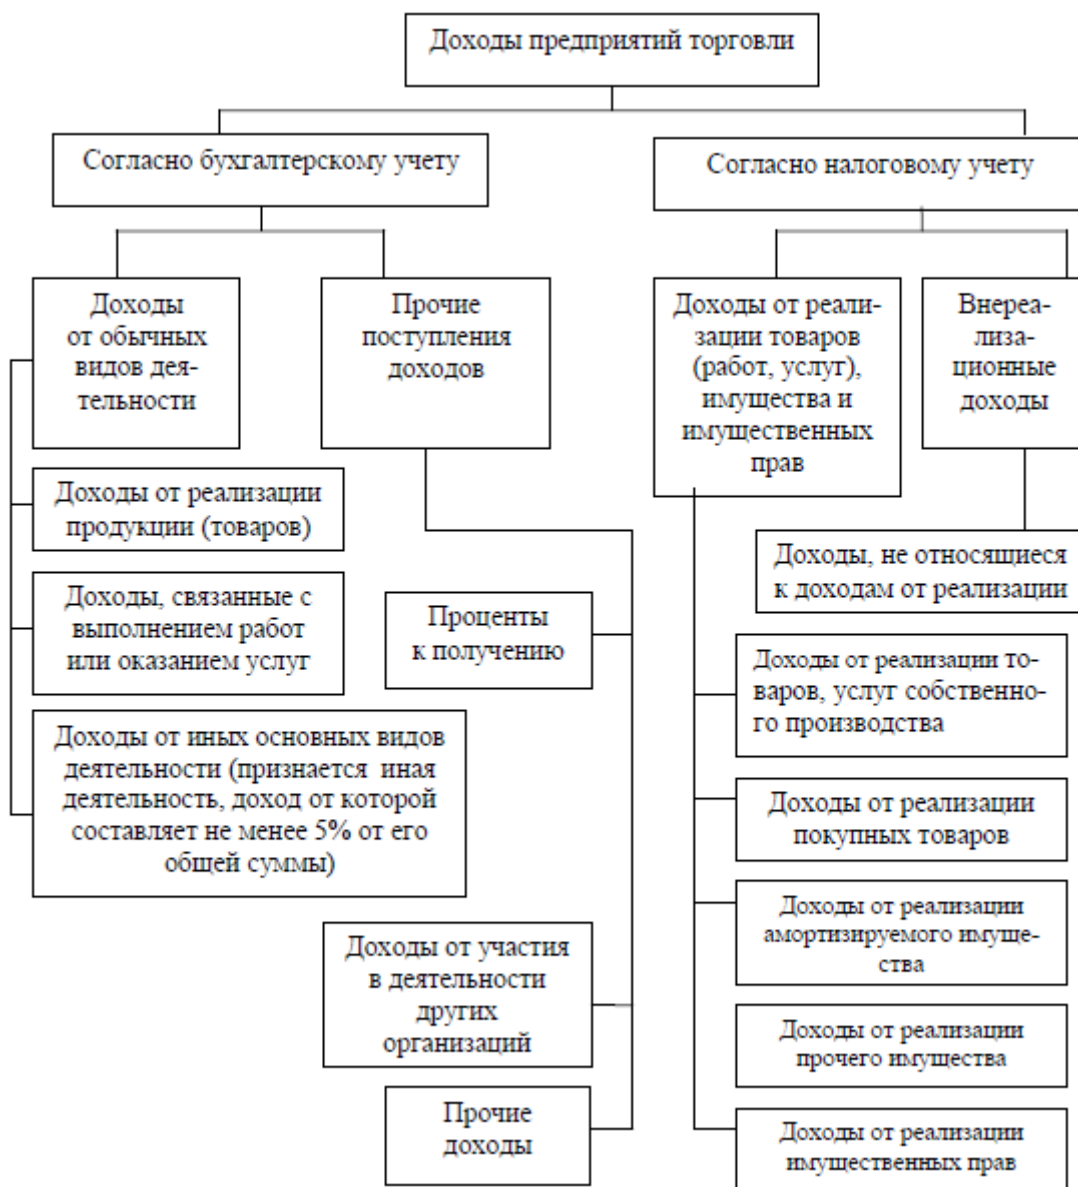 Доходы предприятий торговли
Согласно бухгалтерскому учету
Согласно налоговому учету
Доходы
от обычных
видов дея-
тельности
Прочие
поступления
доходов
Доходы от реали-
зации товаров
(работ, услуг),
имущества и
имущественных
прав
Внереа-
лиза-
ционные
доходы
Доходы от реализации
продукции (товаров)
Доходы, связанные с
выполнением работ
или оказанием услуг
Доходы от иных основных видов
деятельности (признается иная
деятельность, доход от которой
составляет не менее 5% от его
общей суммы)
Проценты
к получению
Доходы от участия
в деятельности
других
организаций
Прочие
доходы
Доходы, не относящиеся
к доходам от реализации
Доходы от реализации то-
варов, услуг собственно-
го производства
Доходы от реализации
покупных товаров
Доходы от реализации
амортизируемого имуще-
ства
Доходы от реализации
прочего имущества
Доходы от реализации
имущественных прав